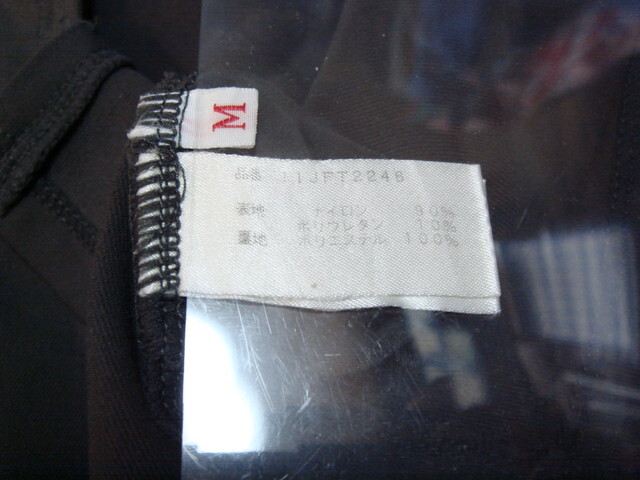 M
品番 11JFT2246
表地 ナイロン 90%
ポリウレタン 10%
裏地 ポリエステル 100%